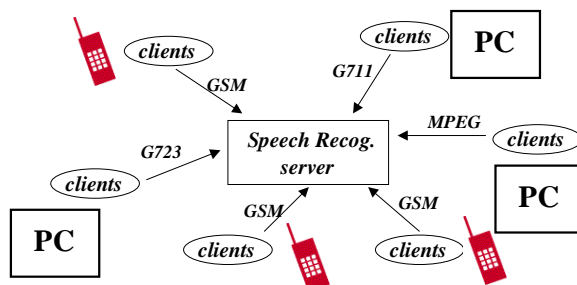 clients
clients
PC
GSM
G711
Speech Recog.
server
MPEG
clients
G723
clients
PC
PC
GSM
GSM
clients
clients